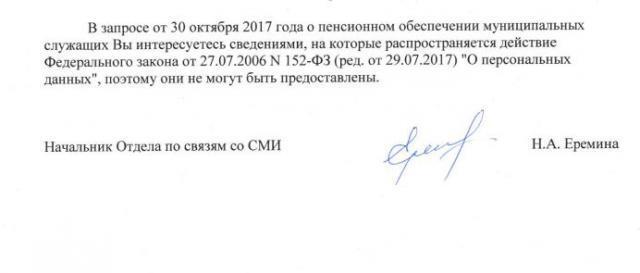 В запросе от 30 октября 2017 года о пенсионном обеспечении муниципальных
служащих Вы интересуетесь сведениями, на которые распространяется действие
Федерального закона от 27.07.2006 N 152-ФЗ (ред. от 29.07.2017) "О персональных
данных", поэтому они не могут быть предоставлены.
Начальник Отдела по связям со СМИ
Н.А. Еремина